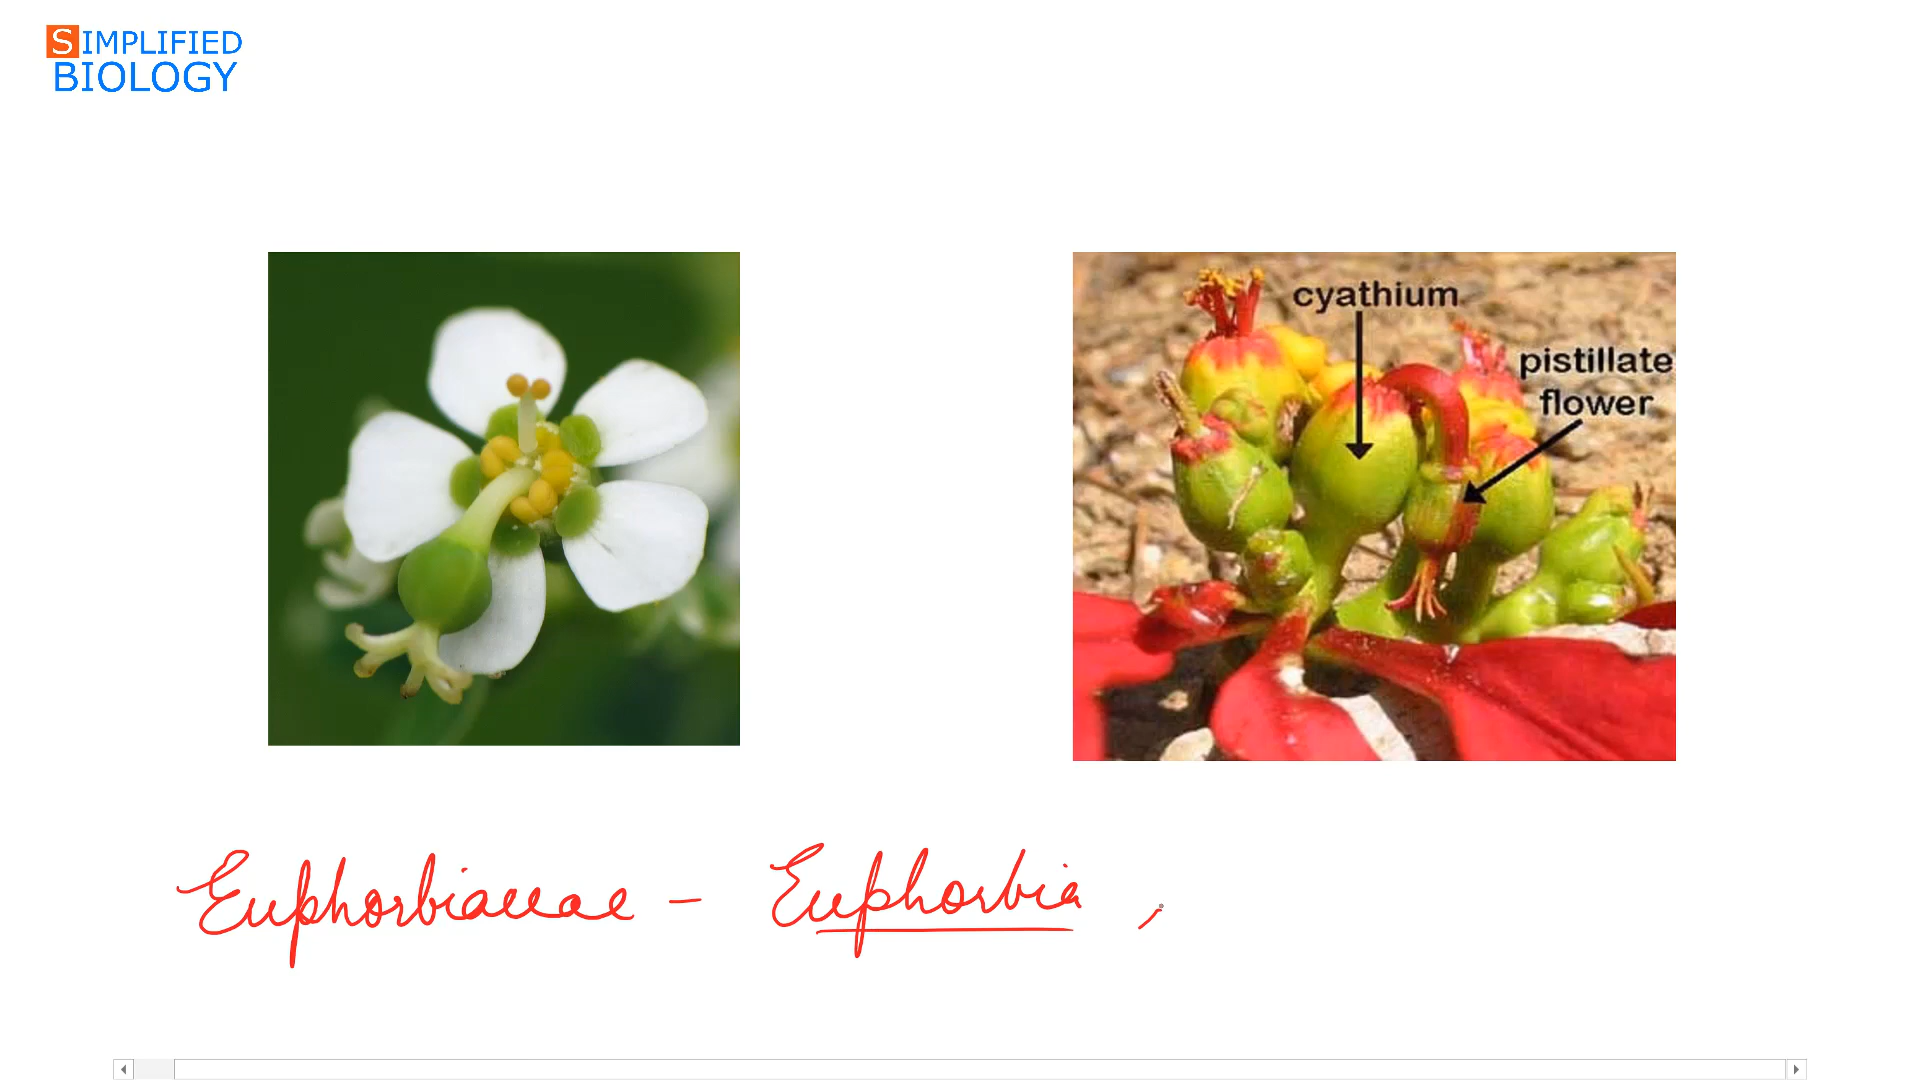 SIMPLIFIED
BIOLOGY
cyathium
pistillate
flower
Euphorbiaceae - Euphorbia ,